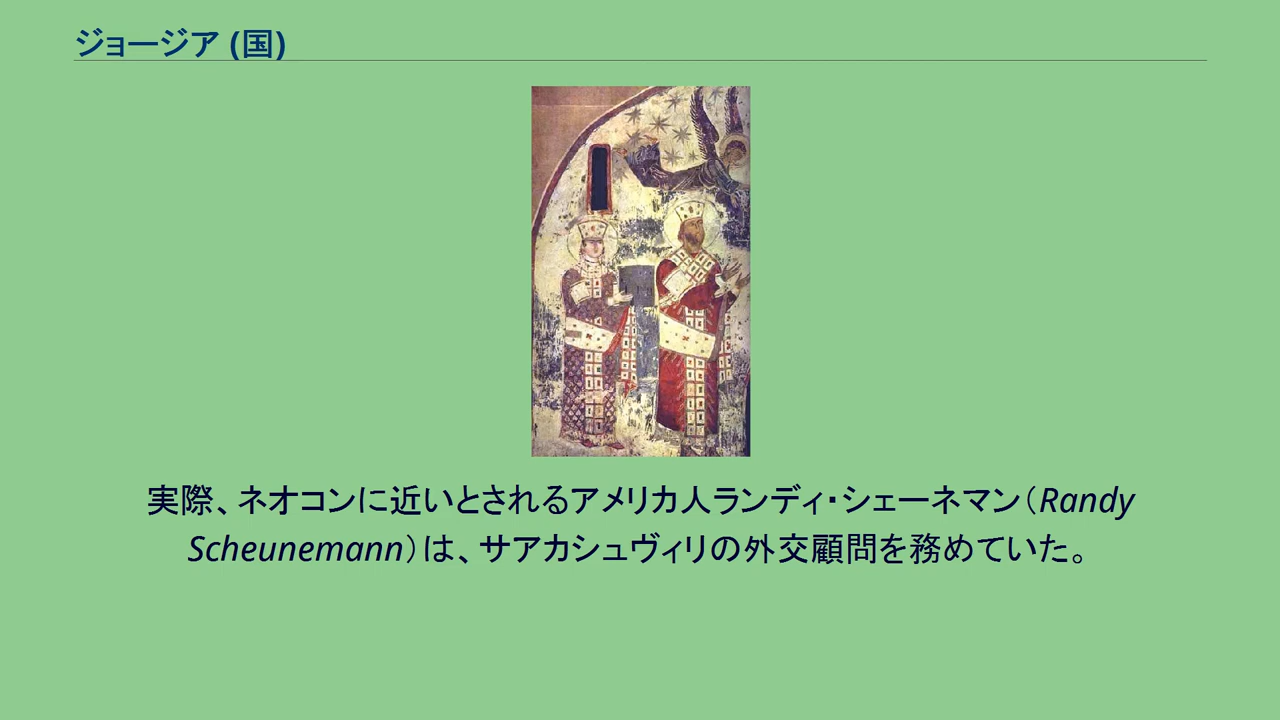 ジョージア (国)
実際、ネオコンに近いとされるアメリカ人ランディ・シェーネマン（Randy
Scheunemann）は、サアカシュヴィリの外交顧問を務めていた。